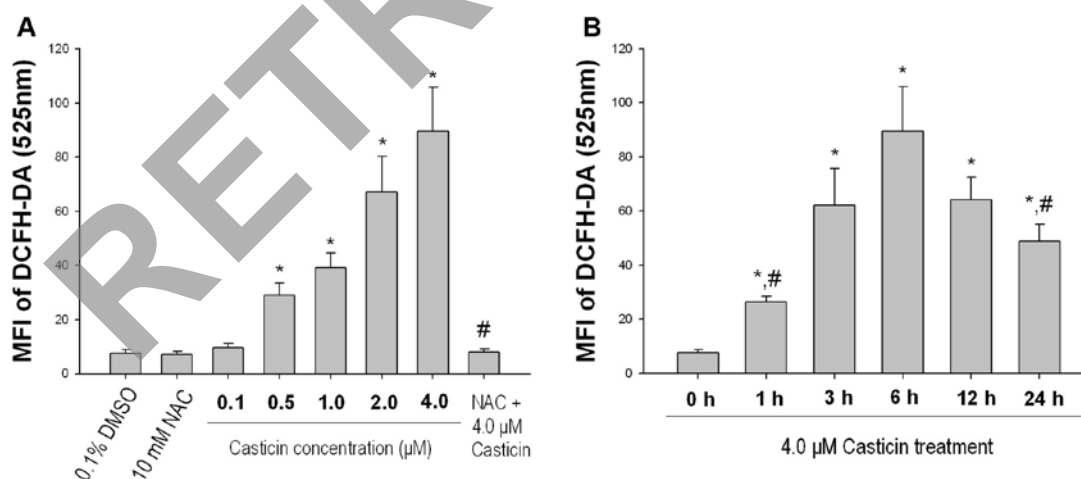 A
MFI of DCFH-DA (525nm)
120
100
80
60
40
20
0
*
*
*
*
#
0.1% DMSO
10 mM NAC
0.1 0.5 1.0 2.0 4.0
NAC +
4.0 µM
Casticin
Casticin concentration (µM)
B
MFI of DCFH-DA (525nm)
120
100
80
60
40
20
0
*,#
*
*
*
*,#
0 h 1 h 3 h 6 h 12 h 24 h
4.0 µM Casticin treatment
RETR